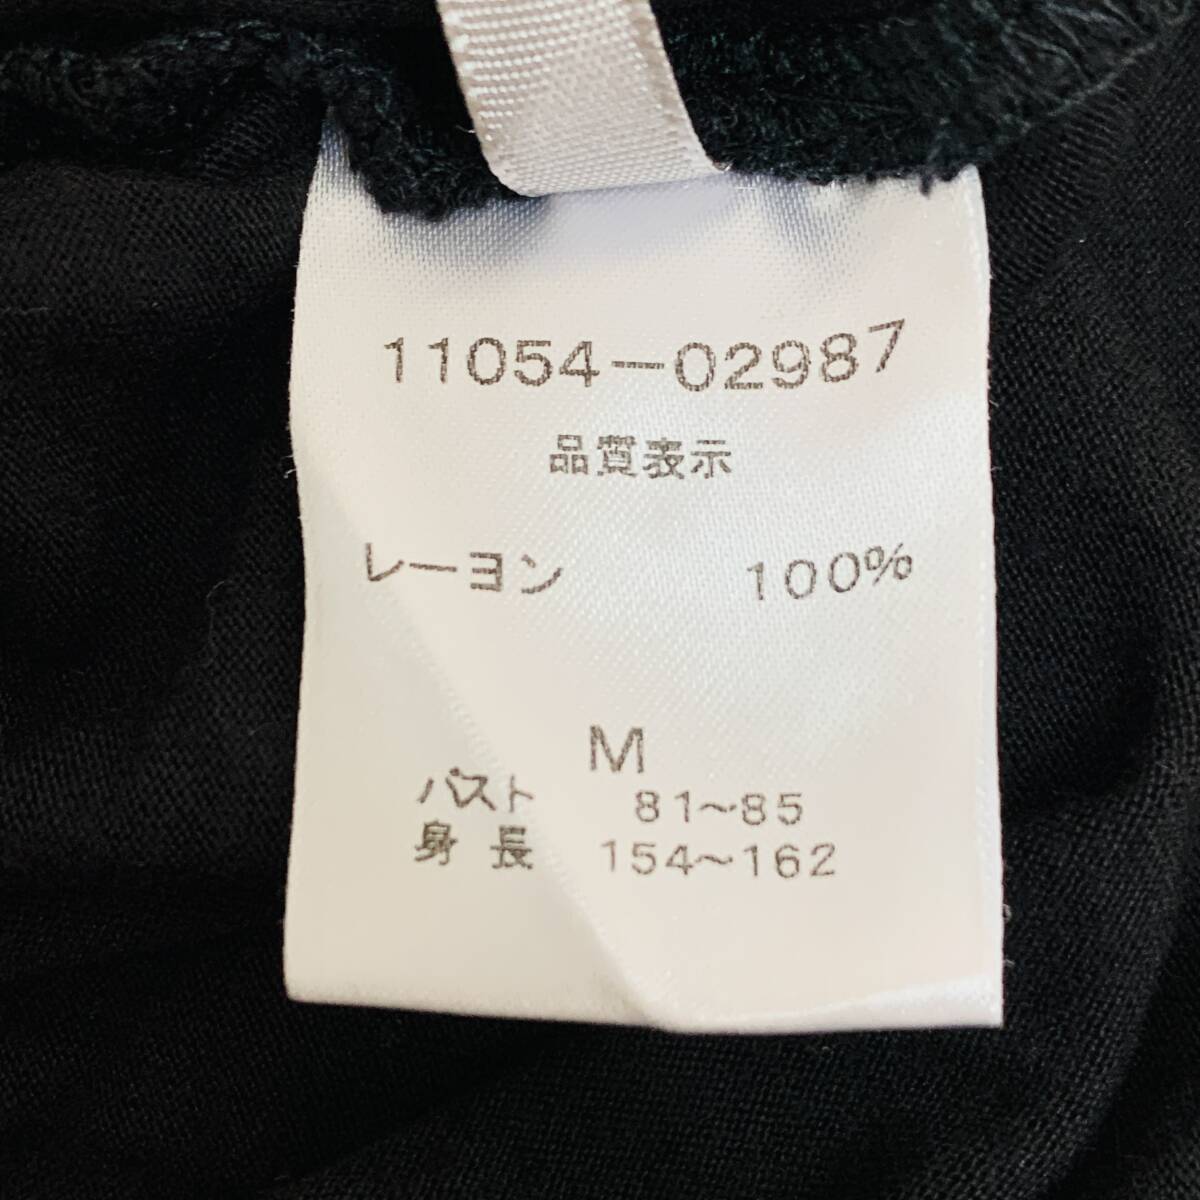 11054-02987
品質表示
レーヨン 100%
M
バスト 81~85
身長 154~162